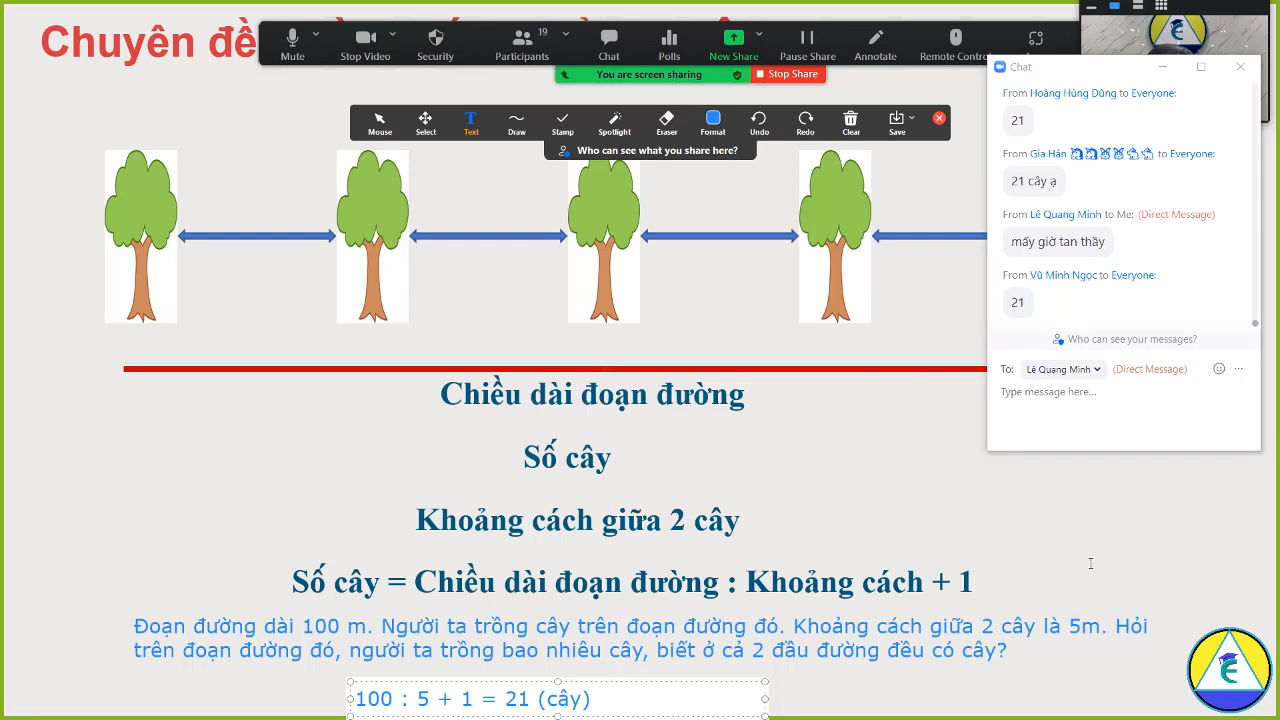 Chuyên đề
Mute
Stop Video
Security
Participants
19
Chat
Polls
New Share
Pause Share
Annotate
Remote Contr
You are screen sharing
Stop Share
Mouse
Select
Text
Draw
Stamp
Spotlight
Eraser
Format
Undo
Redo
Clear
Save
Who can see what you share here?
Chat
From Hoàng Hùng Dũng to Everyone:
21
From Gia Hân to Everyone:
21 cây ạ
From Lê Quang Minh to Me: (Direct Message)
mấy giờ tan thầy
From Vũ Minh Ngọc to Everyone:
21
Who can see your messages?
To: Lê Quang Minh (Direct Message)
Type message here...
Chiều dài đoạn đường
Số cây
Khoảng cách giữa 2 cây
Số cây = Chiều dài đoạn đường : Khoảng cách + 1
Đoạn đường dài 100 m. Người ta trồng cây trên đoạn đường đó. Khoảng cách giữa 2 cây là 5m. Hỏi
trên đoạn đường đó, người ta trồng bao nhiêu cây, biết ở cả 2 đầu đường đều có cây?
100 : 5 + 1 = 21 (cây)